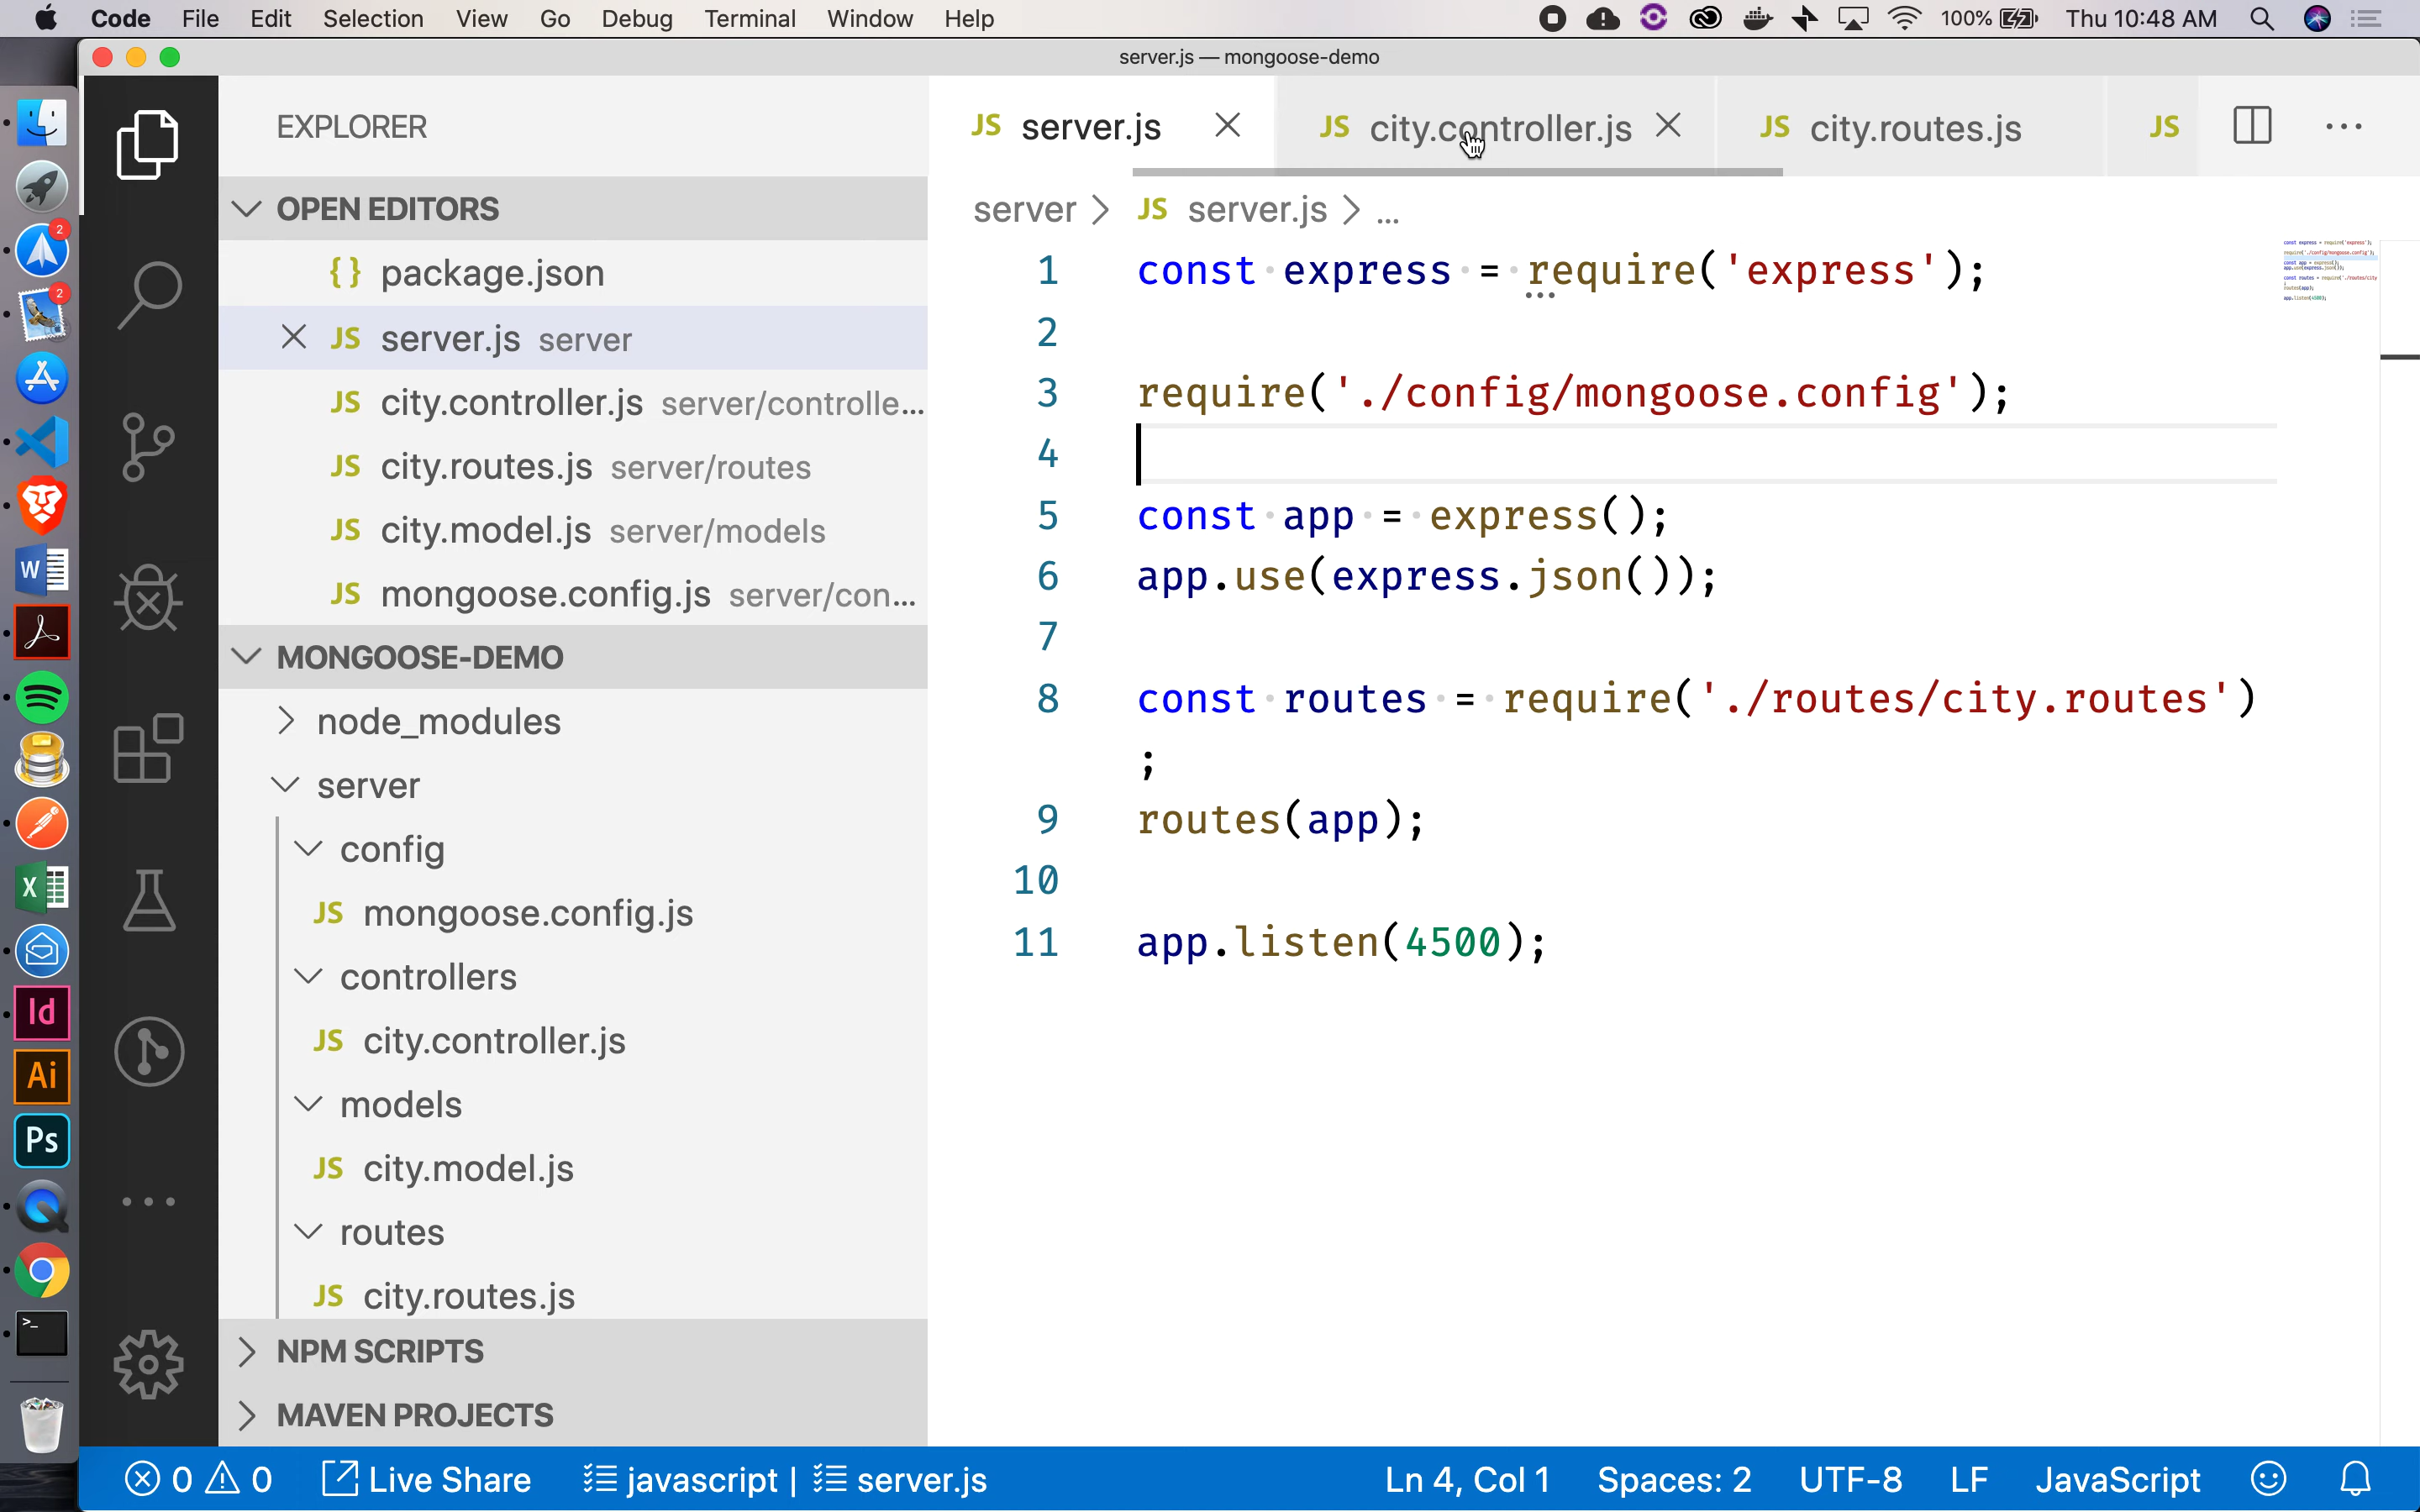 Code File Edit Selection View Go Debug Terminal Window Help 100% Thu 10:48 AM
server.js — mongoose-demo
EXPLORER
OPEN EDITORS
{} package.json
JS server.js server
JS city.controller.js server/controlle...
JS city.routes.js server/routes
JS city.model.js server/models
JS mongoose.config.js server/con...
MONGOOSE-DEMO
node_modules
server
config
JS mongoose.config.js
controllers
JS city.controller.js
models
JS city.model.js
routes
JS city.routes.js
NPM SCRIPTS
MAVEN PROJECTS
JS server.js JS city.controller.js JS city.routes.js JS
server > JS server.js > ...
1 const express = require('express');
2
3 require('./config/mongoose.config');
4
5 const app = express();
6 app.use(express.json());
7
8 const routes = require('./routes/city.routes')
;
9 routes(app);
10
11 app.listen(4500);
2
2
W
X
Id
Ai
Ps
>_
0 0 Live Share javascript | server.js Ln 4, Col 1 Spaces: 2 UTF-8 LF JavaScript